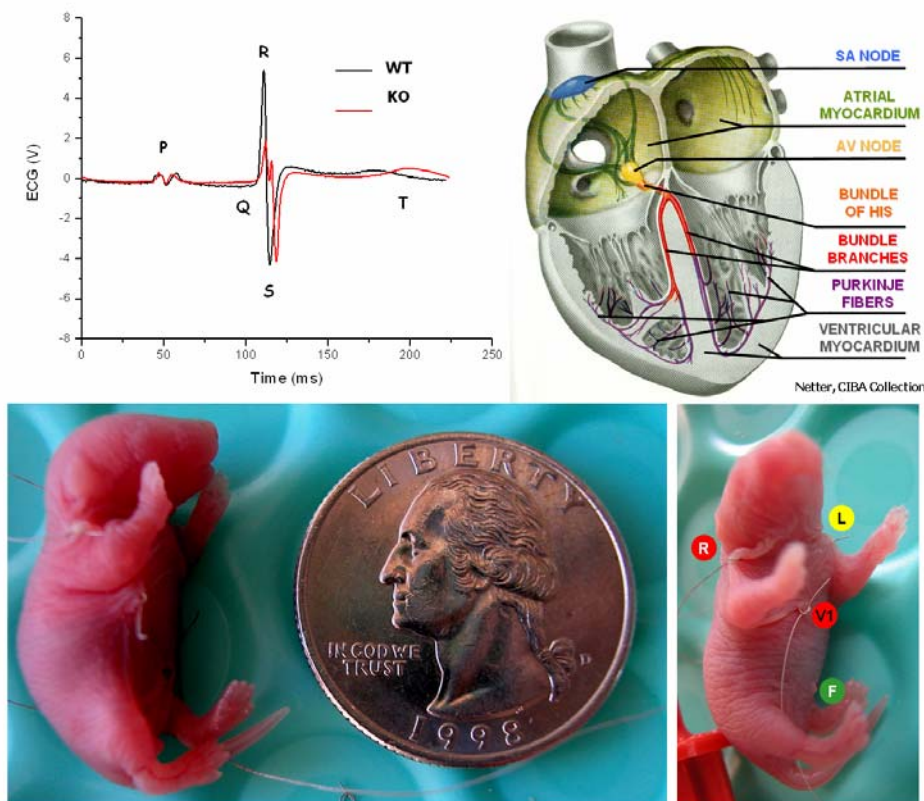 8
6
4
2
0
-2
-4
-6
-8
ECG (V)
0
50
100
150
200
250
Time (ms)
P
R
Q
S
T
WT
KO
SA NODE
ATRIAL
MYOCARDIUM
AV NODE
BUNDLE
OF HIS
BUNDLE
BRANCHES
PURKINJE
FIBERS
VENTRICULAR
MYOCARDIUM
Netter, CIBA Collection
LIBERTY
IN GOD WE
TRUST
D
1998
R
L
V1
F